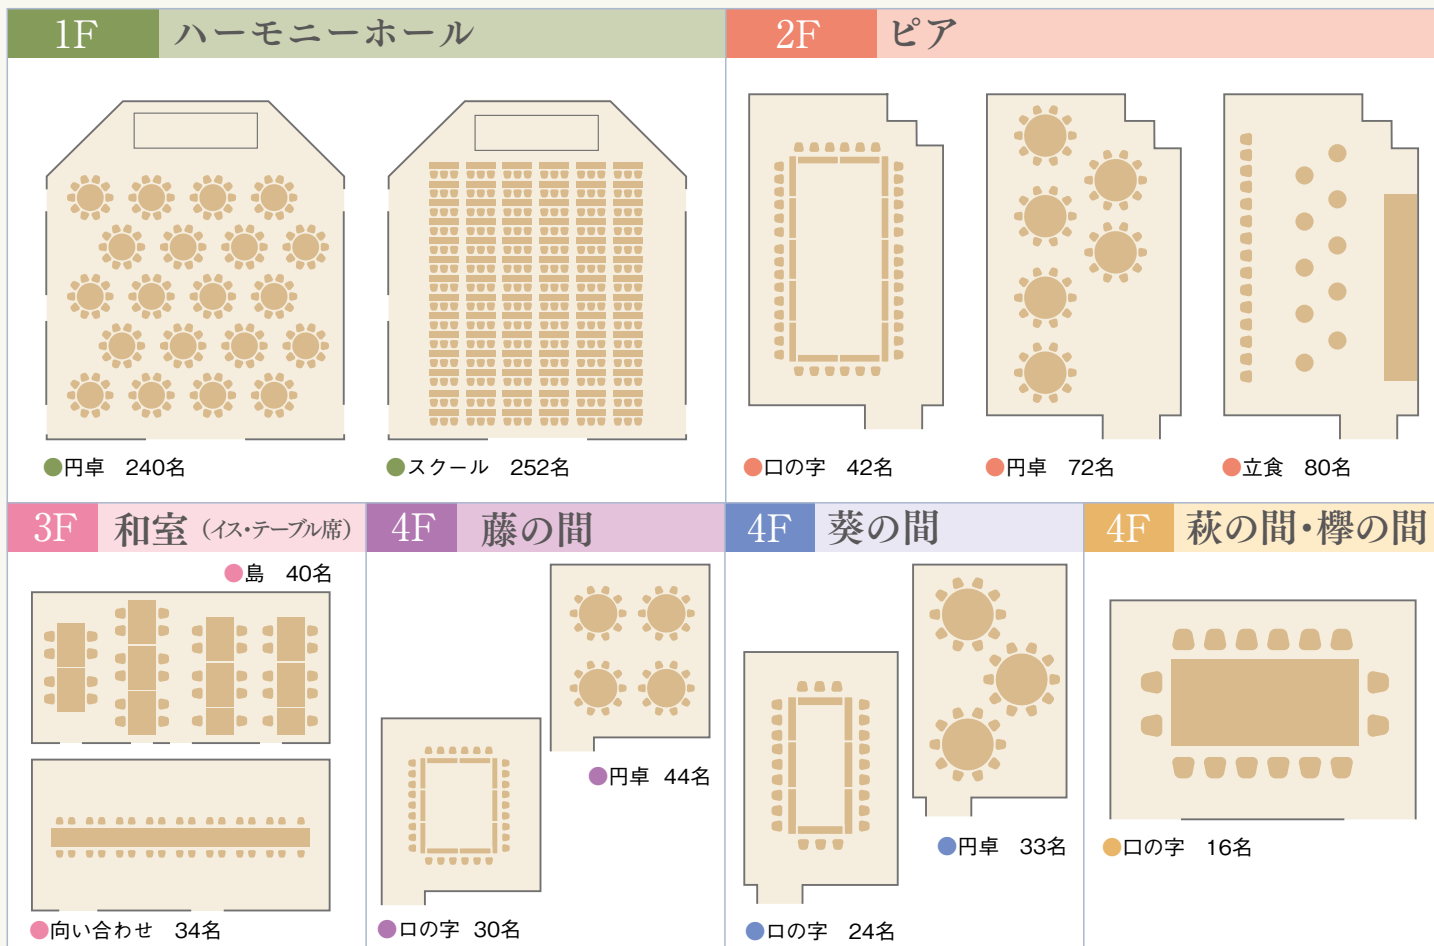 1F ハーモニーホール
●円卓 240名
●スクール 252名
2F ピア
●口の字 42名
●円卓 72名
●立食 80名
3F 和室（イス・テーブル席）
●島 40名
●向い合わせ 34名
4F 藤の間
●円卓 44名
●口の字 30名
4F 葵の間
●円卓 33名
●口の字 24名
4F 萩の間・欅の間
●口の字 16名